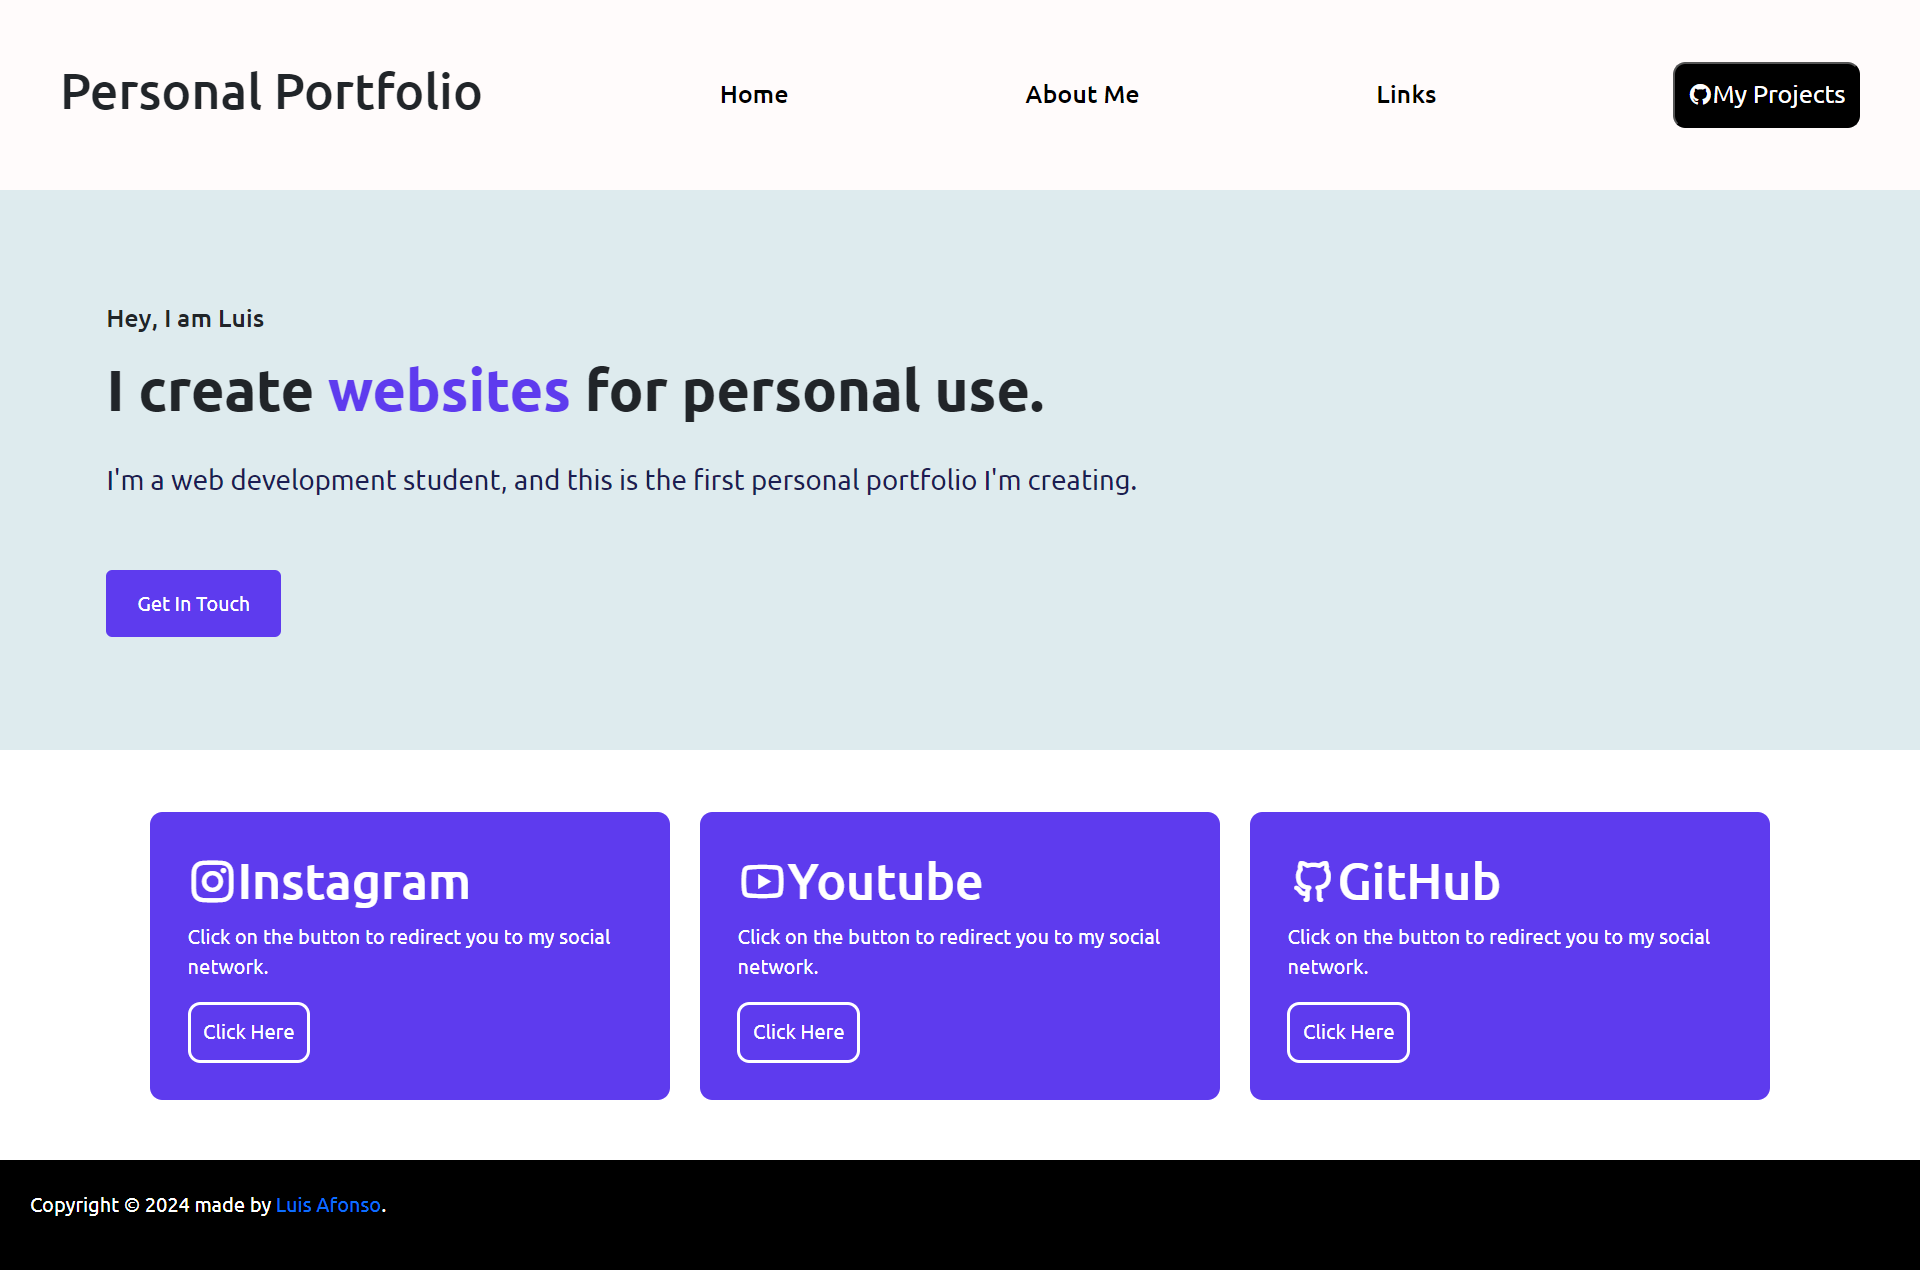 Personal Portfolio
Home
About Me
Links
My Projects
Hey, I am Luis
I create websites for personal use.
I'm a web development student, and this is the first personal portfolio I'm creating.
Get In Touch
Instagram
Click on the button to redirect you to my social
network.
Click Here
Youtube
Click on the button to redirect you to my social
network.
Click Here
GitHub
Click on the button to redirect you to my social
network.
Click Here
Copyright © 2024 made by Luis Afonso.